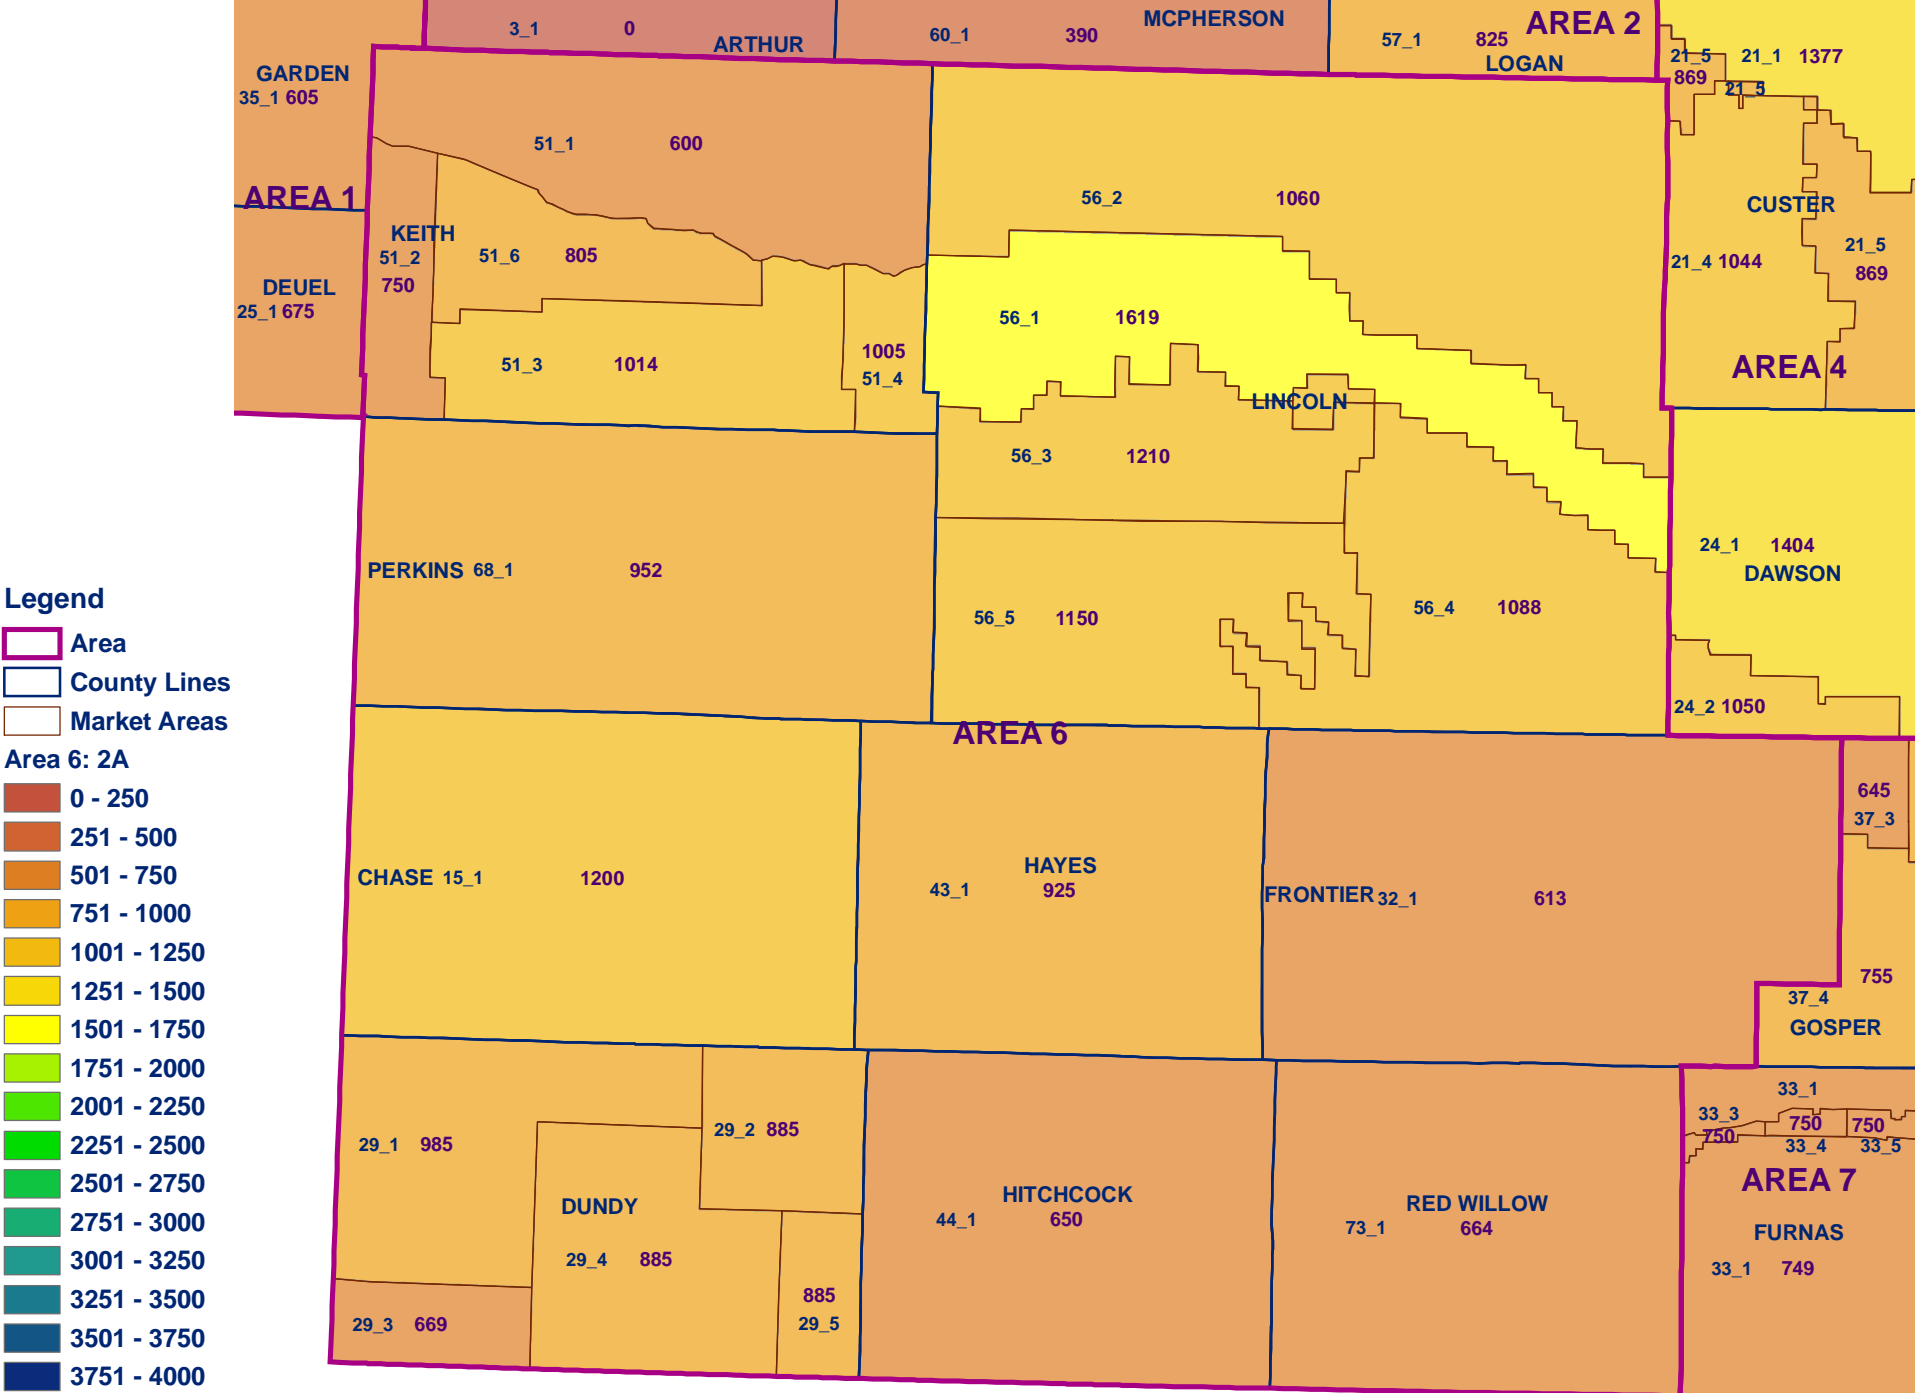 3_1 0
ARTHUR
60_1 390
MCPHERSON
57_1 825
LOGAN
AREA 2
21_5
869
21_1 1377
21_5
GARDEN
35_1 605
AREA 1
51_1 600
56_2 1060
CUSTER
21_4 1044
21_5
869
AREA 4
KEITH
51_2
750
51_6 805
DEUEL
25_1 675
56_1 1619
51_3 1014
1005
51_4
LINCOLN
56_3 1210
PERKINS 68_1 952
24_1 1404
DAWSON
56_5 1150
56_4 1088
24_2 1050
AREA 6
645
37_3
CHASE 15_1 1200
HAYES
43_1 925
FRONTIER 32_1 613
755
37_4
GOSPER
29_1 985
29_2 885
DUNDY
29_4 885
885
29_5
29_3 669
HITCHCOCK
44_1 650
RED WILLOW
73_1 664
33_1
33_3
750
750
33_4
750
33_5
AREA 7
FURNAS
33_1 749
Legend
Area
County Lines
Market Areas
Area 6: 2A
0 - 250
251 - 500
501 - 750
751 - 1000
1001 - 1250
1251 - 1500
1501 - 1750
1751 - 2000
2001 - 2250
2251 - 2500
2501 - 2750
2751 - 3000
3001 - 3250
3251 - 3500
3501 - 3750
3751 - 4000